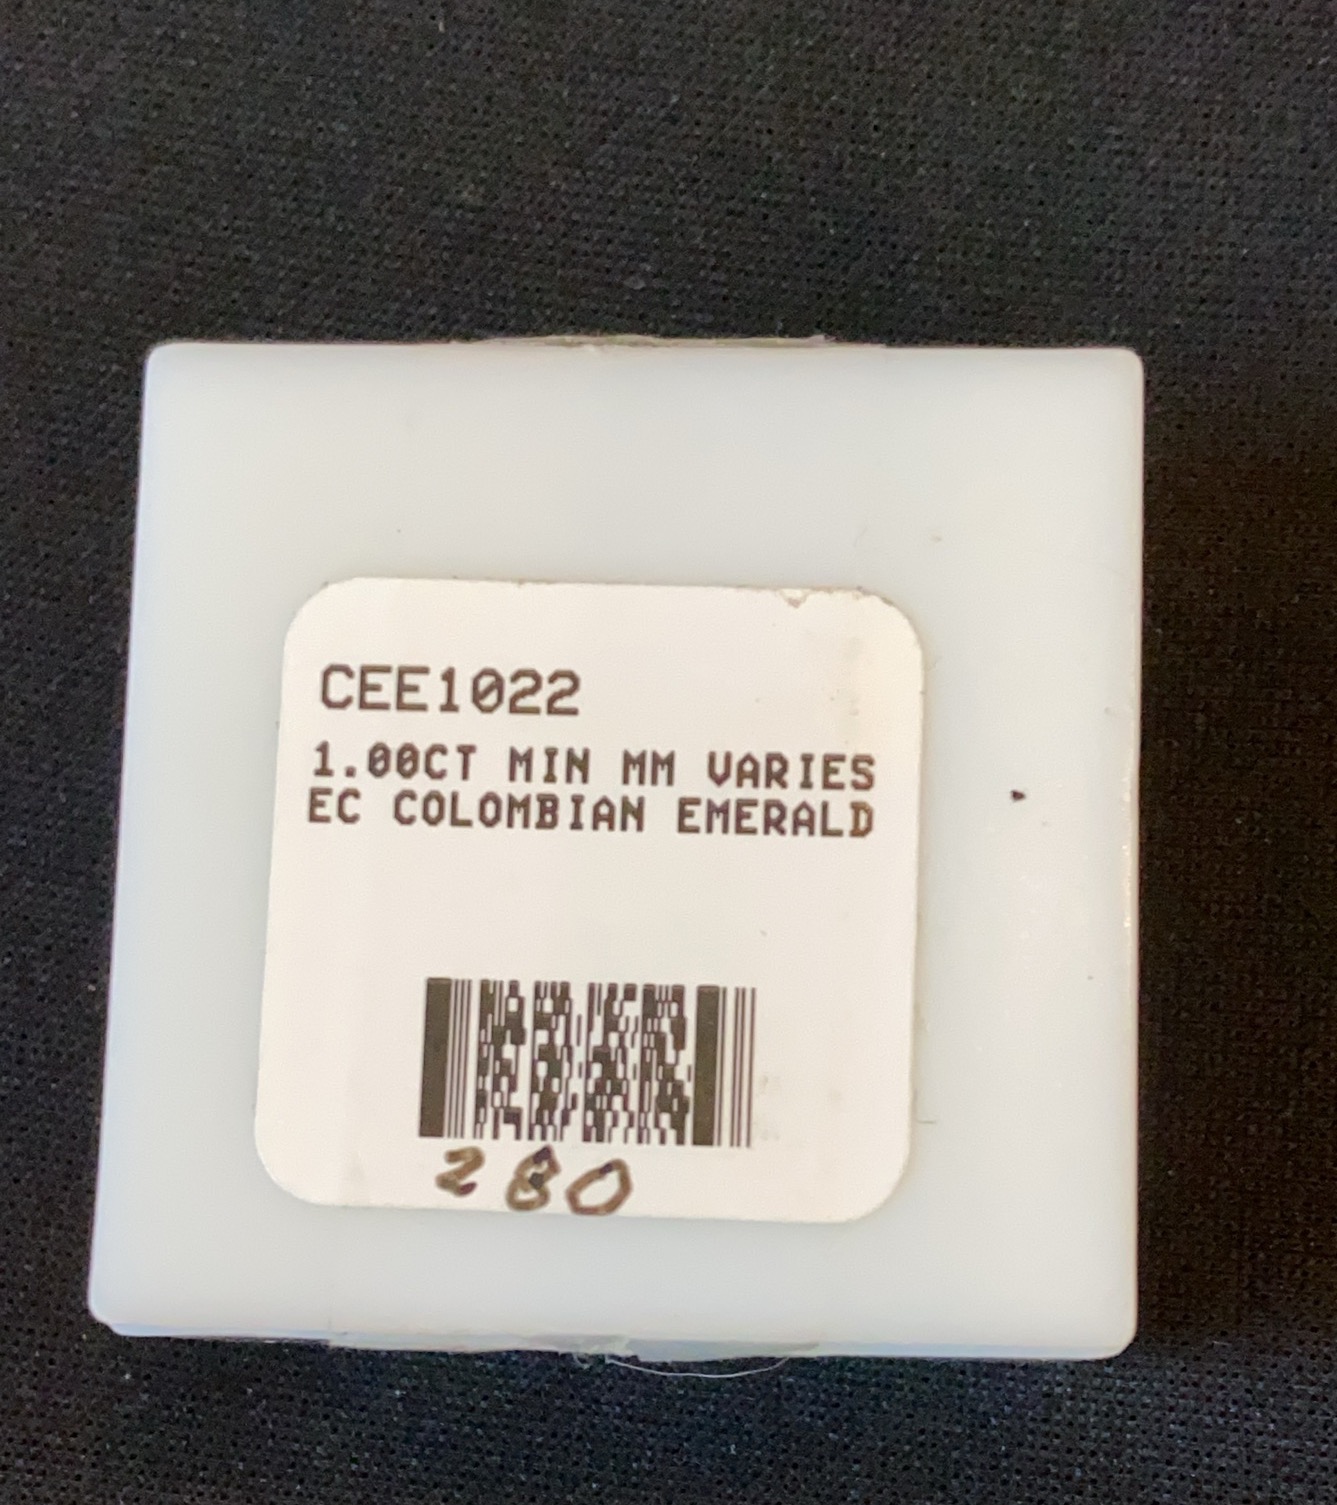 CEE1022
1.00CT MIN MM VARIES
EC COLOMBIAN EMERALD
280